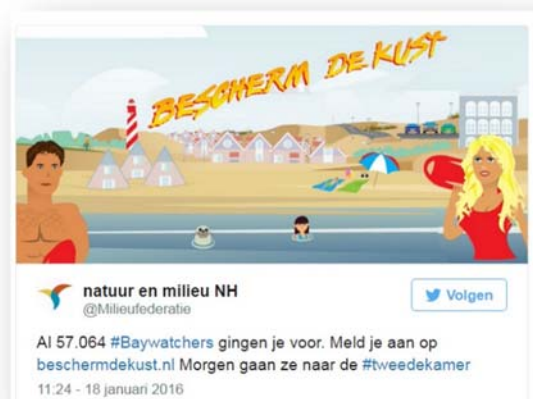 BESCHERM DE KUST
natuur en milieu NH
@Milieufederatie
Volgen
Al 57.064 #Baywatchers gingen je voor. Meld je aan op
beschermdekust.nl Morgen gaan ze naar de #tweedekamer
11:24 - 18 januari 2016